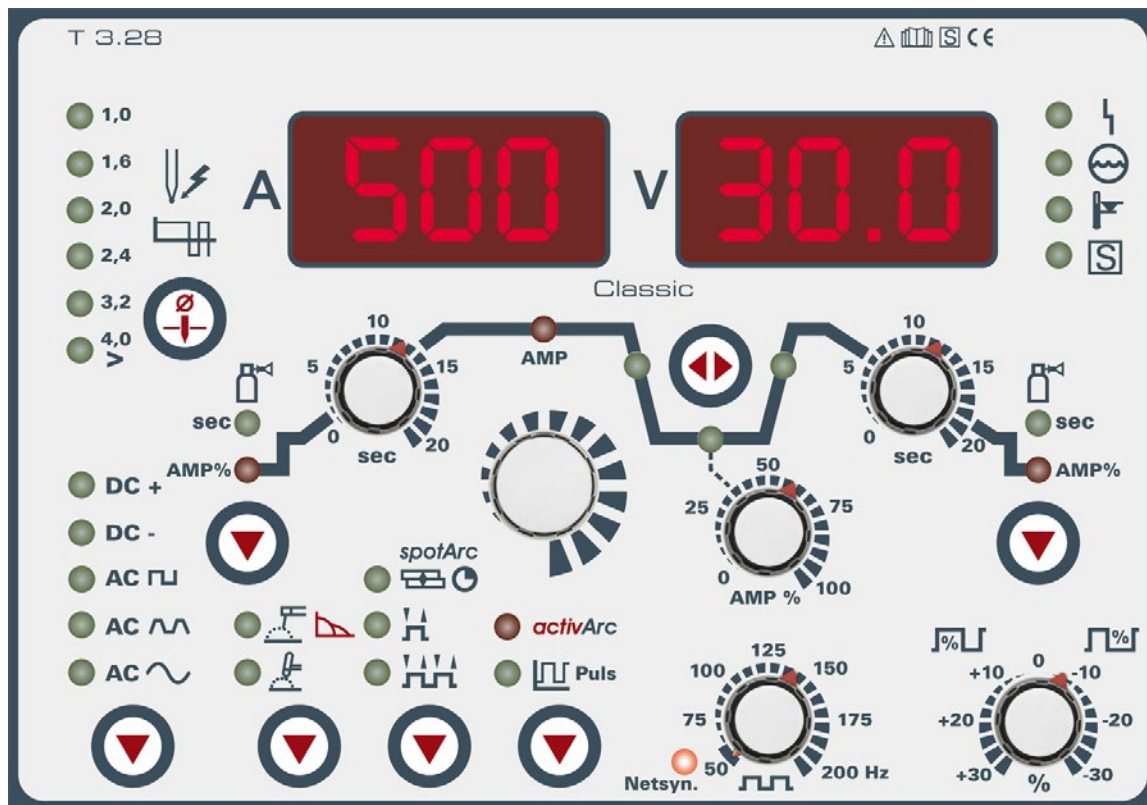 T 3.28
CE
1,0
1,6
2,0
2,4
3,2
4,0
>
A 500
V 30.0
S
Classic
AMP
0 5 10 15 20
sec
sec
AMP%
0 5 10 15 20
sec
sec
AMP%
0 25 50 75 100
AMP %
DC +
DC -
AC
AC
AC
spotArc
activArc
Puls
Netsyn.
50 75 100 125 150 175 200 Hz
% %
+30 +20 +10 0 -10 -20 -30
%